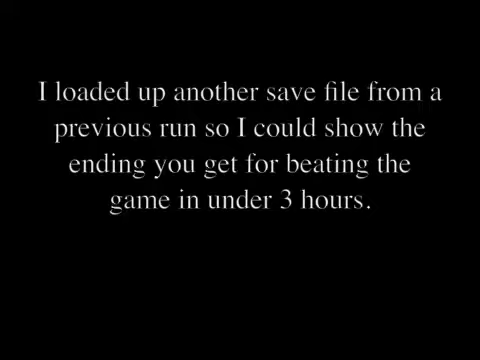 I loaded up another save file from a
previous run so I could show the
ending you get for beating the
game in under 3 hours.